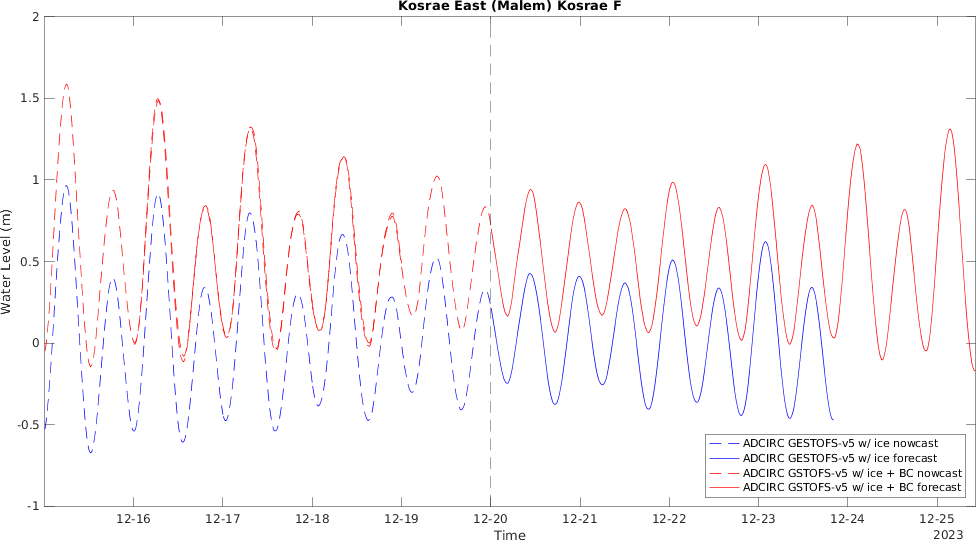 Kosrae East (Malem) Kosrae F
2
1.5
1
0.5
0
-0.5
-1
Water Level (m)
12-16
12-17
12-18
12-19
12-20
12-21
12-22
12-23
12-24
12-25
2023
Time
ADCIRC GESTOFS-v5 w/ ice nowcast
ADCIRC GESTOFS-v5 w/ ice forecast
ADCIRC GSTOFS-v5 w/ ice + BC nowcast
ADCIRC GSTOFS-v5 w/ ice + BC forecast